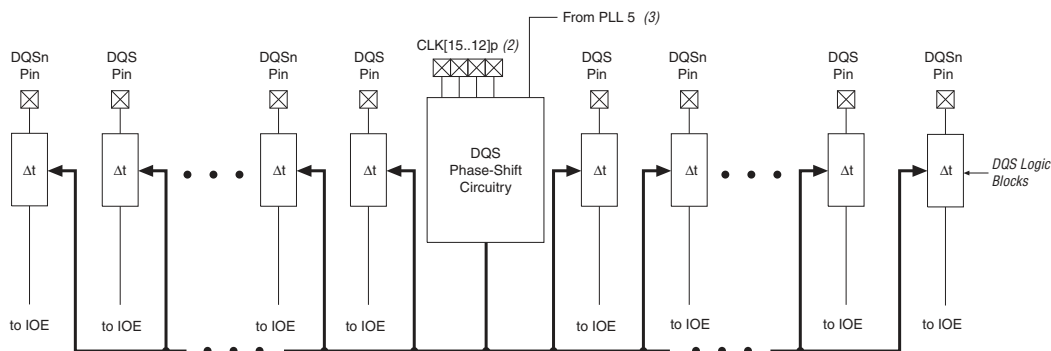 From PLL 5 (3)
CLK[15..12]p (2)
DQSn
Pin
DQS
Pin
DQSn
Pin
DQS
Pin
DQS
Pin
DQSn
Pin
DQS
Pin
DQSn
Pin
Δt
Δt
Δt
Δt
DQS
Phase-Shift
Circuitry
Δt
Δt
Δt
Δt
DQS Logic
Blocks
to IOE
to IOE
to IOE
to IOE
to IOE
to IOE
to IOE
to IOE